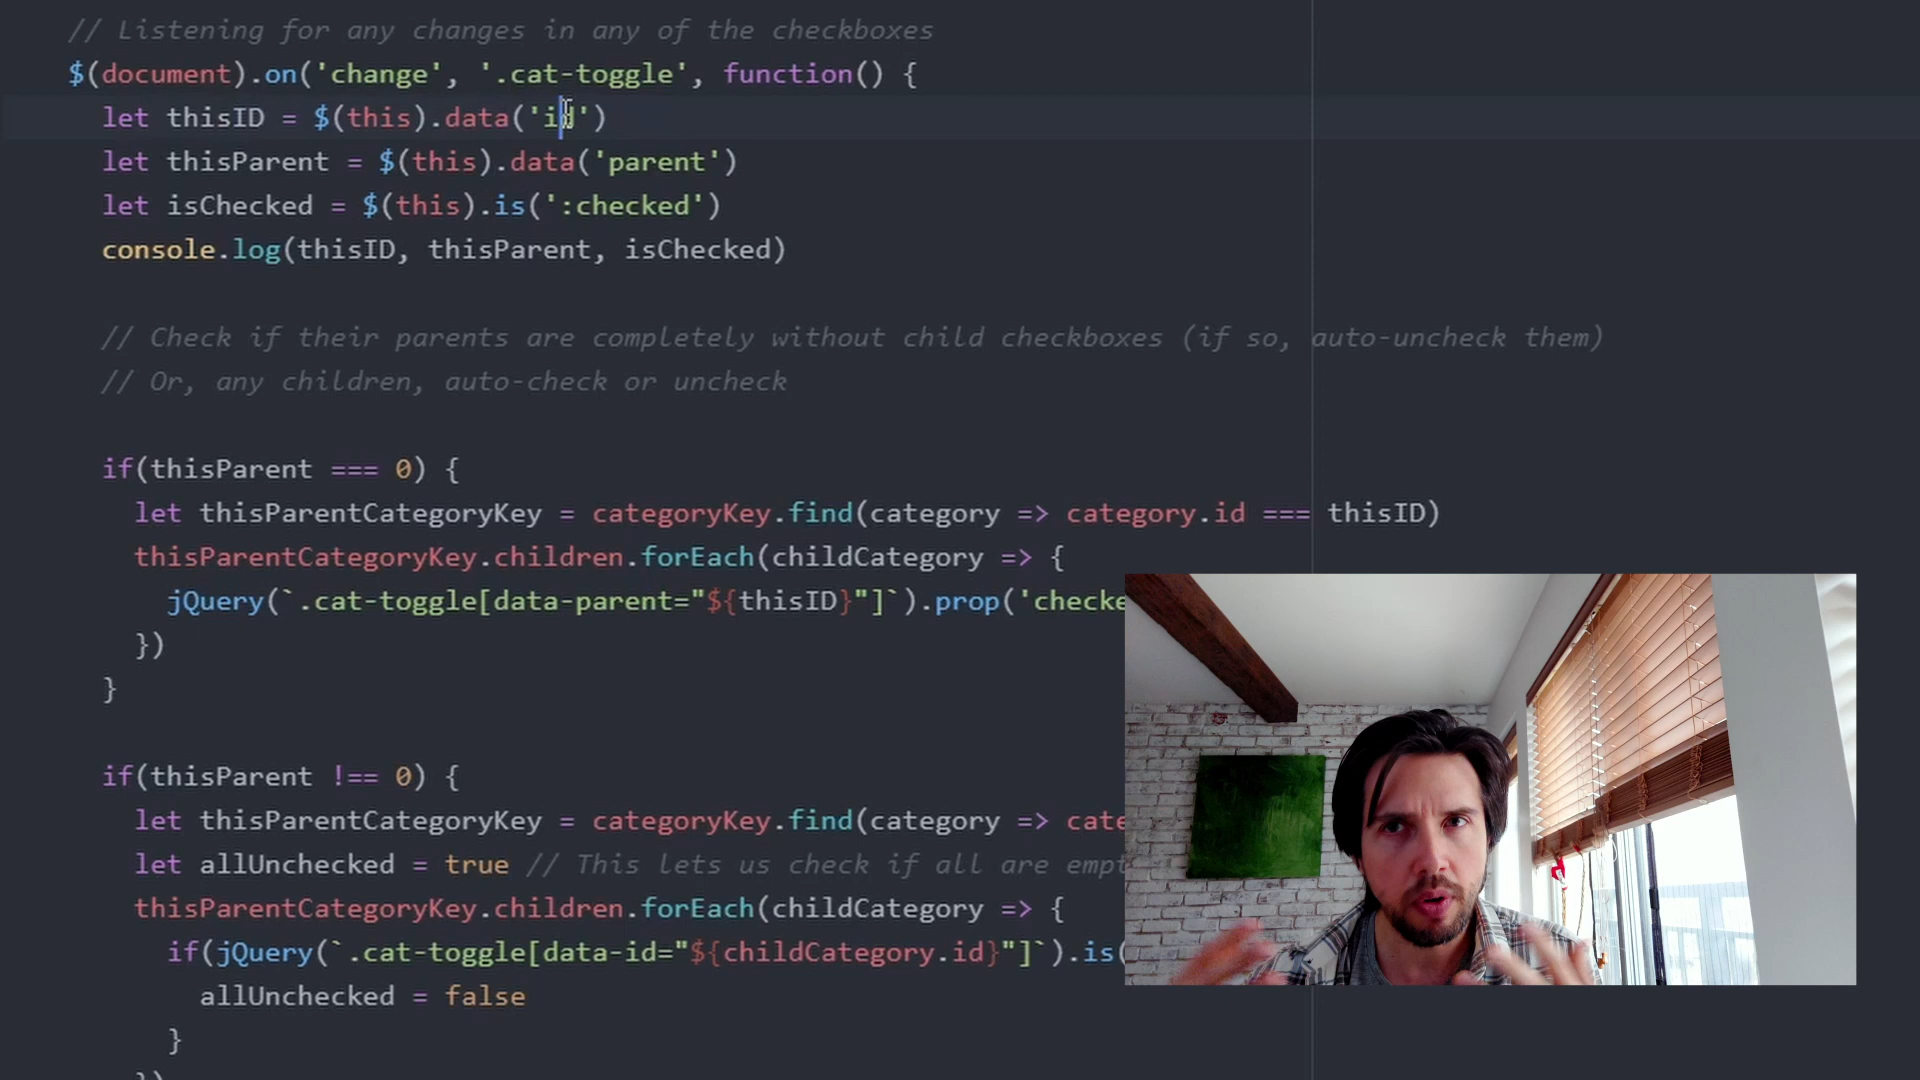 // Listening for any changes in any of the checkboxes
$(document).on('change', '.cat-toggle', function() {
let thisID = $(this).data('id')
let thisParent = $(this).data('parent')
let isChecked = $(this).is(':checked')
console.log(thisID, thisParent, isChecked)
// Check if their parents are completely without child checkboxes (if so, auto-uncheck them)
// Or, any children, auto-check or uncheck
if(thisParent === 0) {
let thisParentCategoryKey = categoryKey.find(category => category.id === thisID)
thisParentCategoryKey.children.forEach(childCategory => {
jQuery(`.cat-toggle[data-parent="${thisID}"]`).prop('checke
})
}
if(thisParent !== 0) {
let thisParentCategoryKey = categoryKey.find(category => cate
let allUnchecked = true // This lets us check if all are empt
thisParentCategoryKey.children.forEach(childCategory => {
if(jQuery(`.cat-toggle[data-id="${childCategory.id}"]`).is(
allUnchecked = false
}
})